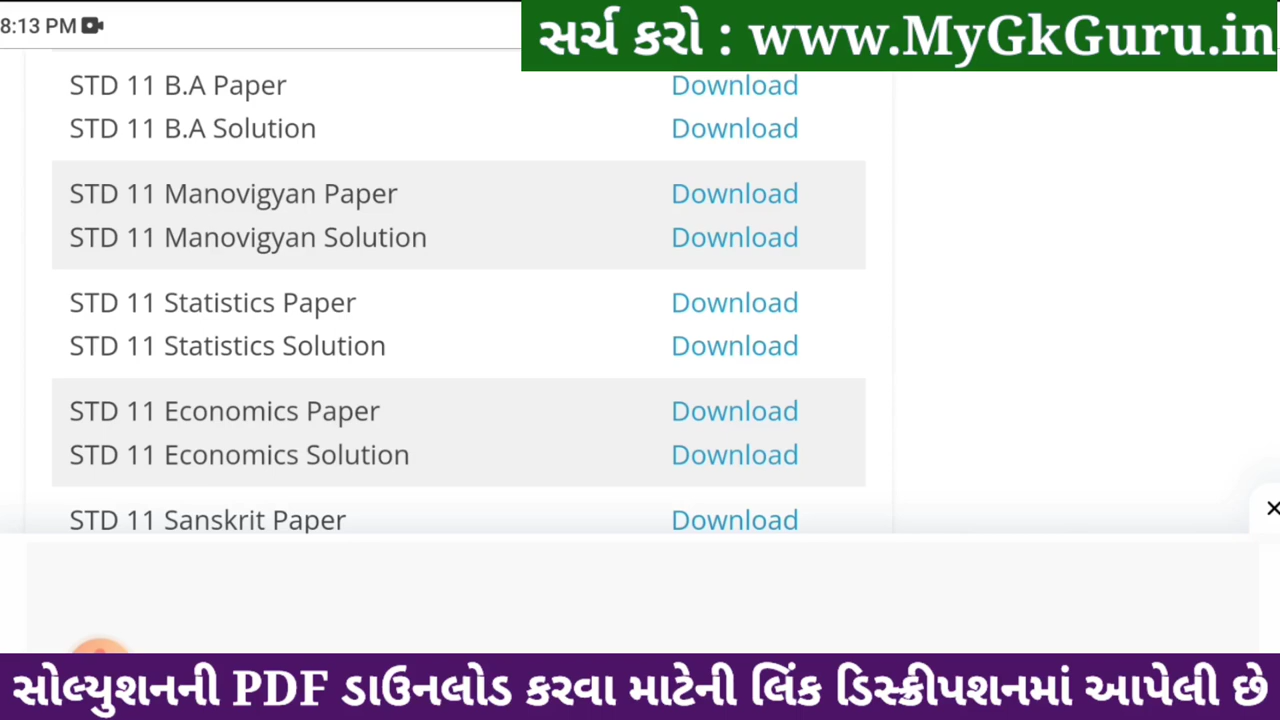 8:13 PM
સર્ચ કરો : www.MyGkGuru.in
STD 11 B.A Paper Download
STD 11 B.A Solution Download
STD 11 Manovigyan Paper Download
STD 11 Manovigyan Solution Download
STD 11 Statistics Paper Download
STD 11 Statistics Solution Download
STD 11 Economics Paper Download
STD 11 Economics Solution Download
STD 11 Sanskrit Paper Download
સોલ્યુશનની PDF ડાઉનલોડ કરવા માટેની લિંક ડિસ્ક્રીપશનમાં આપેલી છે